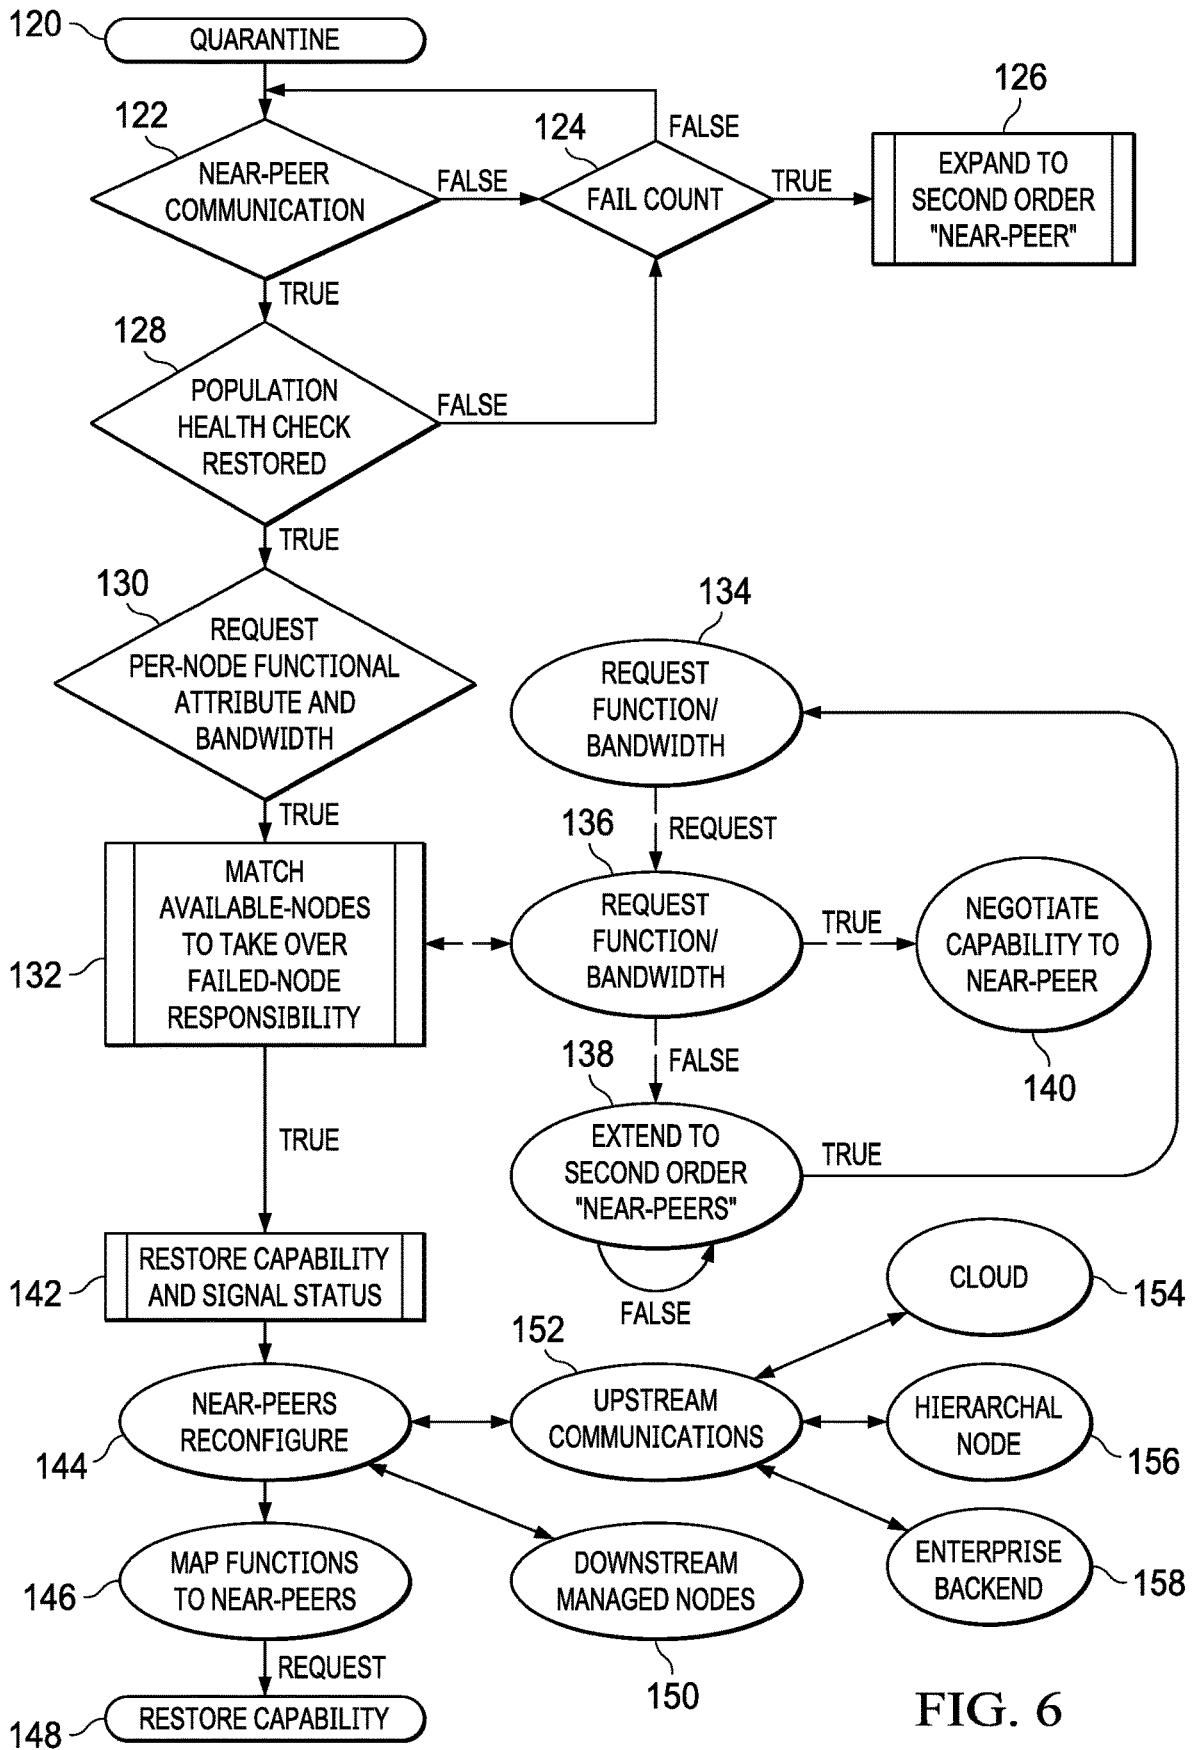 120
QUARANTINE
122
NEAR-PEER
COMMUNICATION
FALSE
124
FAIL COUNT
FALSE
TRUE
126
EXPAND TO
SECOND ORDER
"NEAR-PEER"
TRUE
128
POPULATION
HEALTH CHECK
RESTORED
FALSE
TRUE
130
REQUEST
PER-NODE FUNCTIONAL
ATTRIBUTE AND
BANDWIDTH
TRUE
132
MATCH
AVAILABLE-NODES
TO TAKE OVER
FAILED-NODE
RESPONSIBILITY
134
REQUEST
FUNCTION/
BANDWIDTH
REQUEST
136
REQUEST
FUNCTION/
BANDWIDTH
TRUE
NEGOTIATE
CAPABILITY TO
NEAR-PEER
140
FALSE
138
EXTEND TO
SECOND ORDER
"NEAR-PEERS"
TRUE
FALSE
TRUE
142
RESTORE CAPABILITY
AND SIGNAL STATUS
144
NEAR-PEERS
RECONFIGURE
152
UPSTREAM
COMMUNICATIONS
CLOUD
154
HIERARCHAL
NODE
156
ENTERPRISE
BACKEND
158
DOWNSTREAM
MANAGED NODES
150
146
MAP FUNCTIONS
TO NEAR-PEERS
REQUEST
148
RESTORE CAPABILITY
FIG. 6